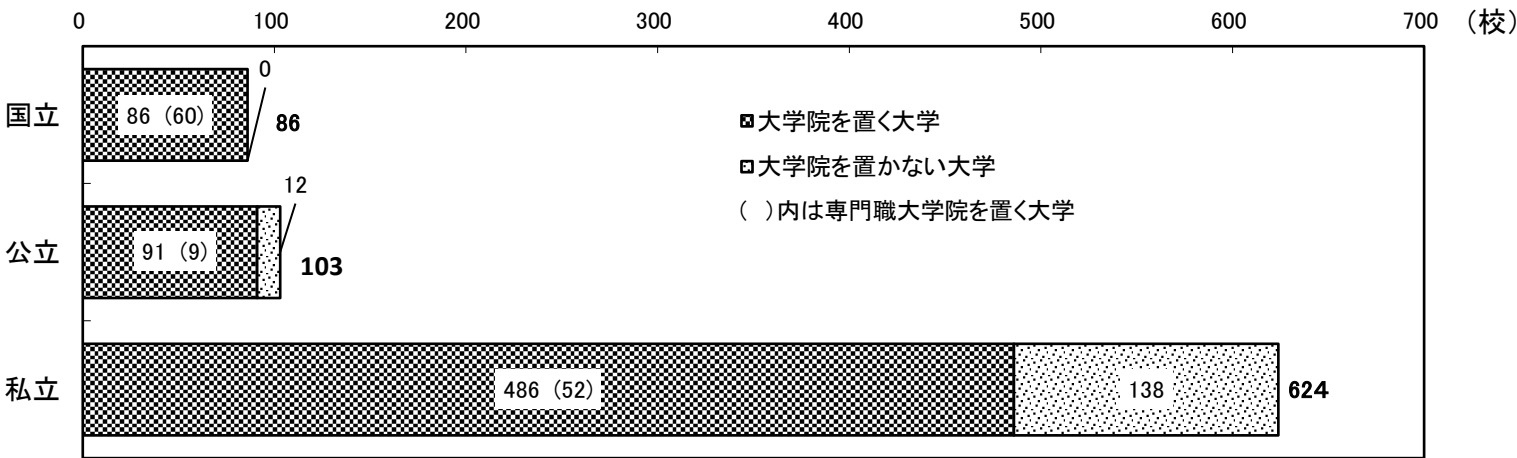 0 100 200 300 400 500 600 700 （校）
0
国立 86 (60) 86
大学院を置く大学
大学院を置かない大学
12
( )内は専門職大学院を置く大学
公立 91 (9) 103
私立 486 (52) 138 624